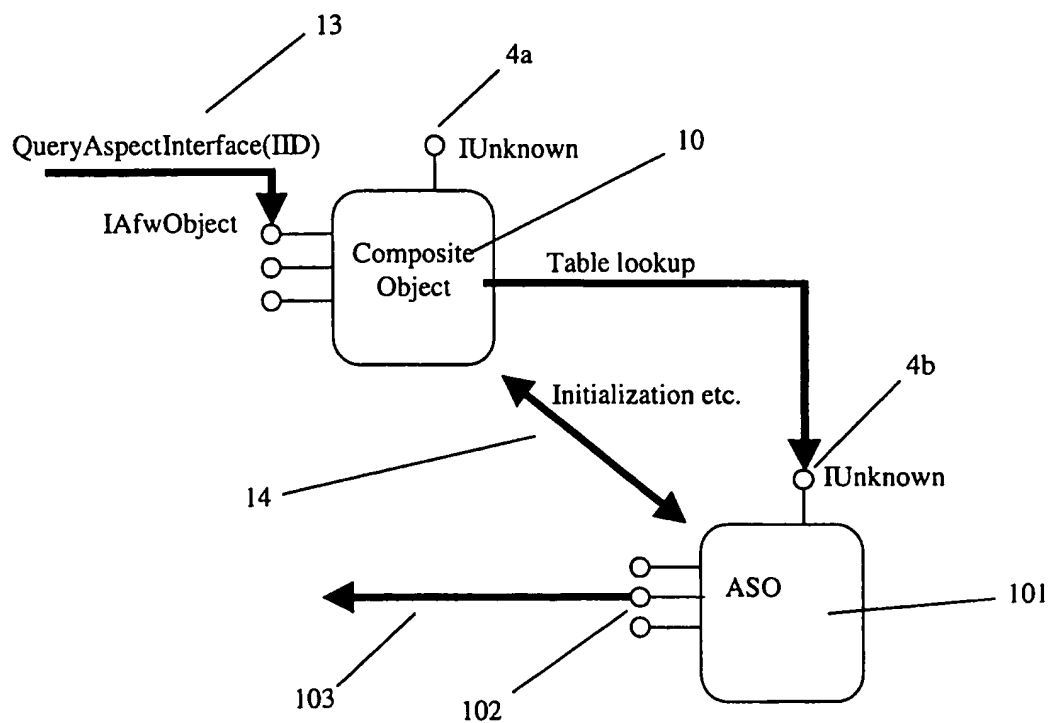 13
4a
QueryAspectInterface(IID)
IUnknown
10
IAfwObject
Composite
Object
Table lookup
4b
Initialization etc.
14
IUnknown
ASO
101
103
102